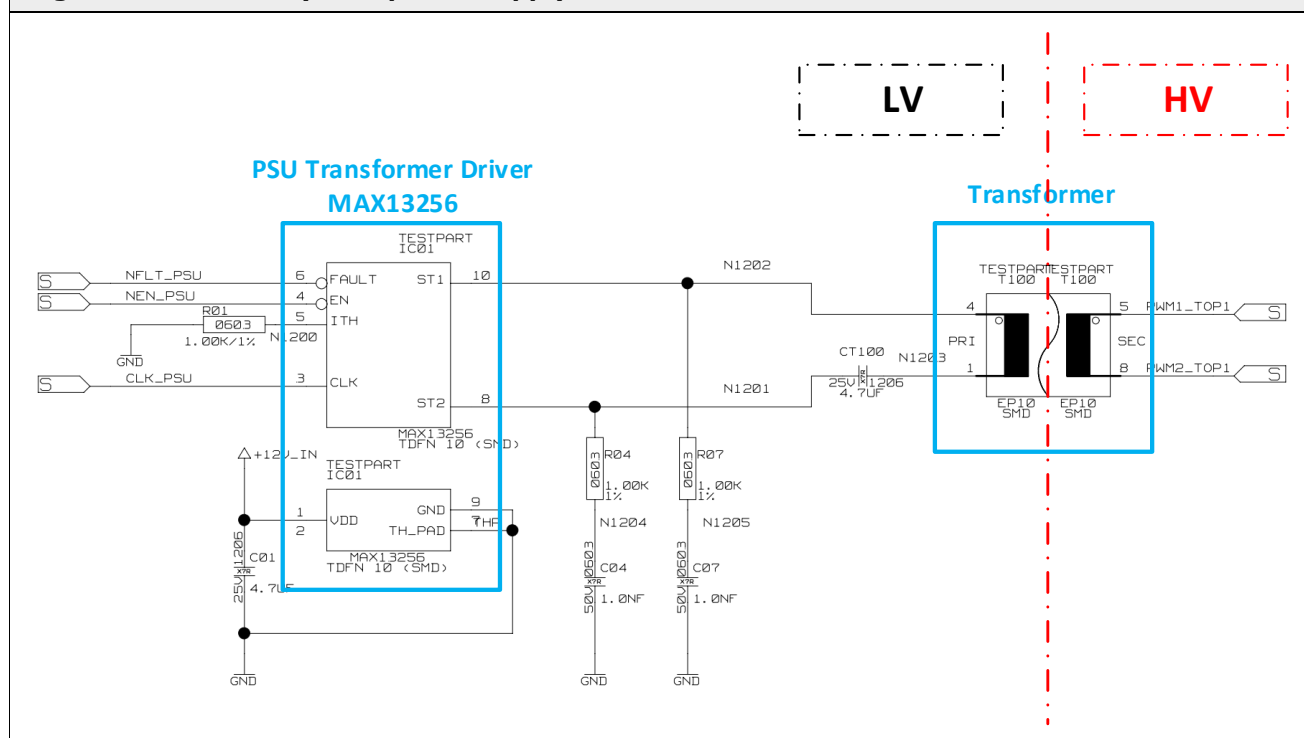 LV
HV
PSU Transformer Driver
MAX13256
Transformer
TESTPART
IC01
S
NFLT_PSU
6
FAULT
ST1
10
N1202
S
NEN_PSU
4
EN
R01
0603
1.00K/1%
N1200
5
ITH
GND
S
CLK_PSU
3
CLK
ST2
8
N1201
MAX13256
TDFN 10 (SMD)
CT100
N1203
25V
X7R
1206
4.7UF
TESTPART
TESTPART
T100
T100
4
5
PWM1_TOP1
S
PRI
SEC
1
8
PWM2_TOP1
S
EP10
SMD
EP10
SMD
+12V_IN
TESTPART
IC01
1
2
VDD
GND
9
TH_PAD
7
MAX13256
TDFN 10 (SMD)
25V
1206
X7R
C01
4.7UF
GND
0603
R04
1.00K
1%
N1204
50V
0603
X7R
C04
1.0NF
GND
0603
R07
1.00K
1%
N1205
50V
0603
X7R
C07
1.0NF
GND